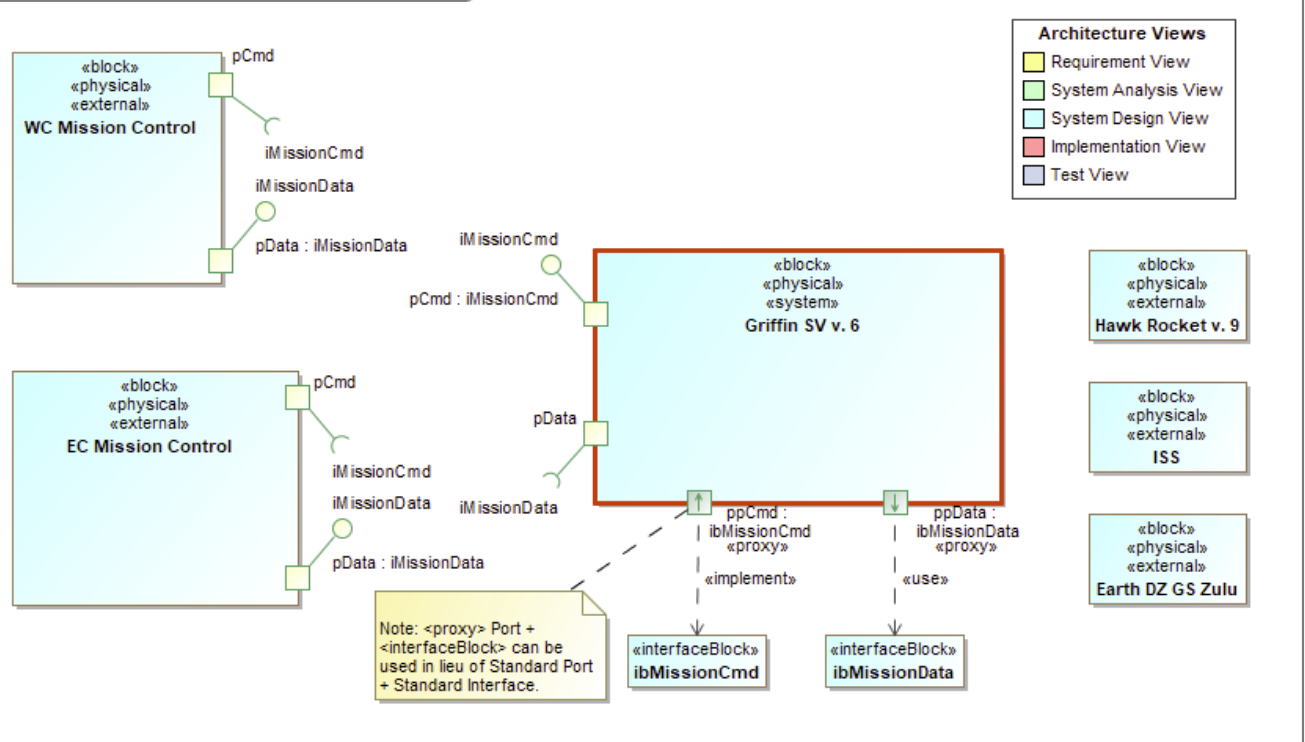 Architecture Views
Requirement View
System Analysis View
System Design View
Implementation View
Test View
«block»
«physical»
«external»
WC Mission Control
pCmd
iMissionCmd
iMissionData
pData : iMissionData
iMissionCmd
pCmd : iMissionCmd
pData
iMissionData
«block»
«physical»
«system»
Griffin SV v. 6
«block»
«physical»
«external»
Hawk Rocket v. 9
«block»
«physical»
«external»
EC Mission Control
pCmd
iMissionCmd
iMissionData
pData : iMissionData
«block»
«physical»
«external»
ISS
ppCmd :
ibMissionCmd
«proxy»
«implement»
ppData :
ibMissionData
«proxy»
«use»
«block»
«physical»
«external»
Earth DZ GS Zulu
Note: <proxy> Port +
<interfaceBlock> can be
used in lieu of Standard Port
+ Standard Interface.
«interfaceBlock»
ibMissionCmd
«interfaceBlock»
ibMissionData